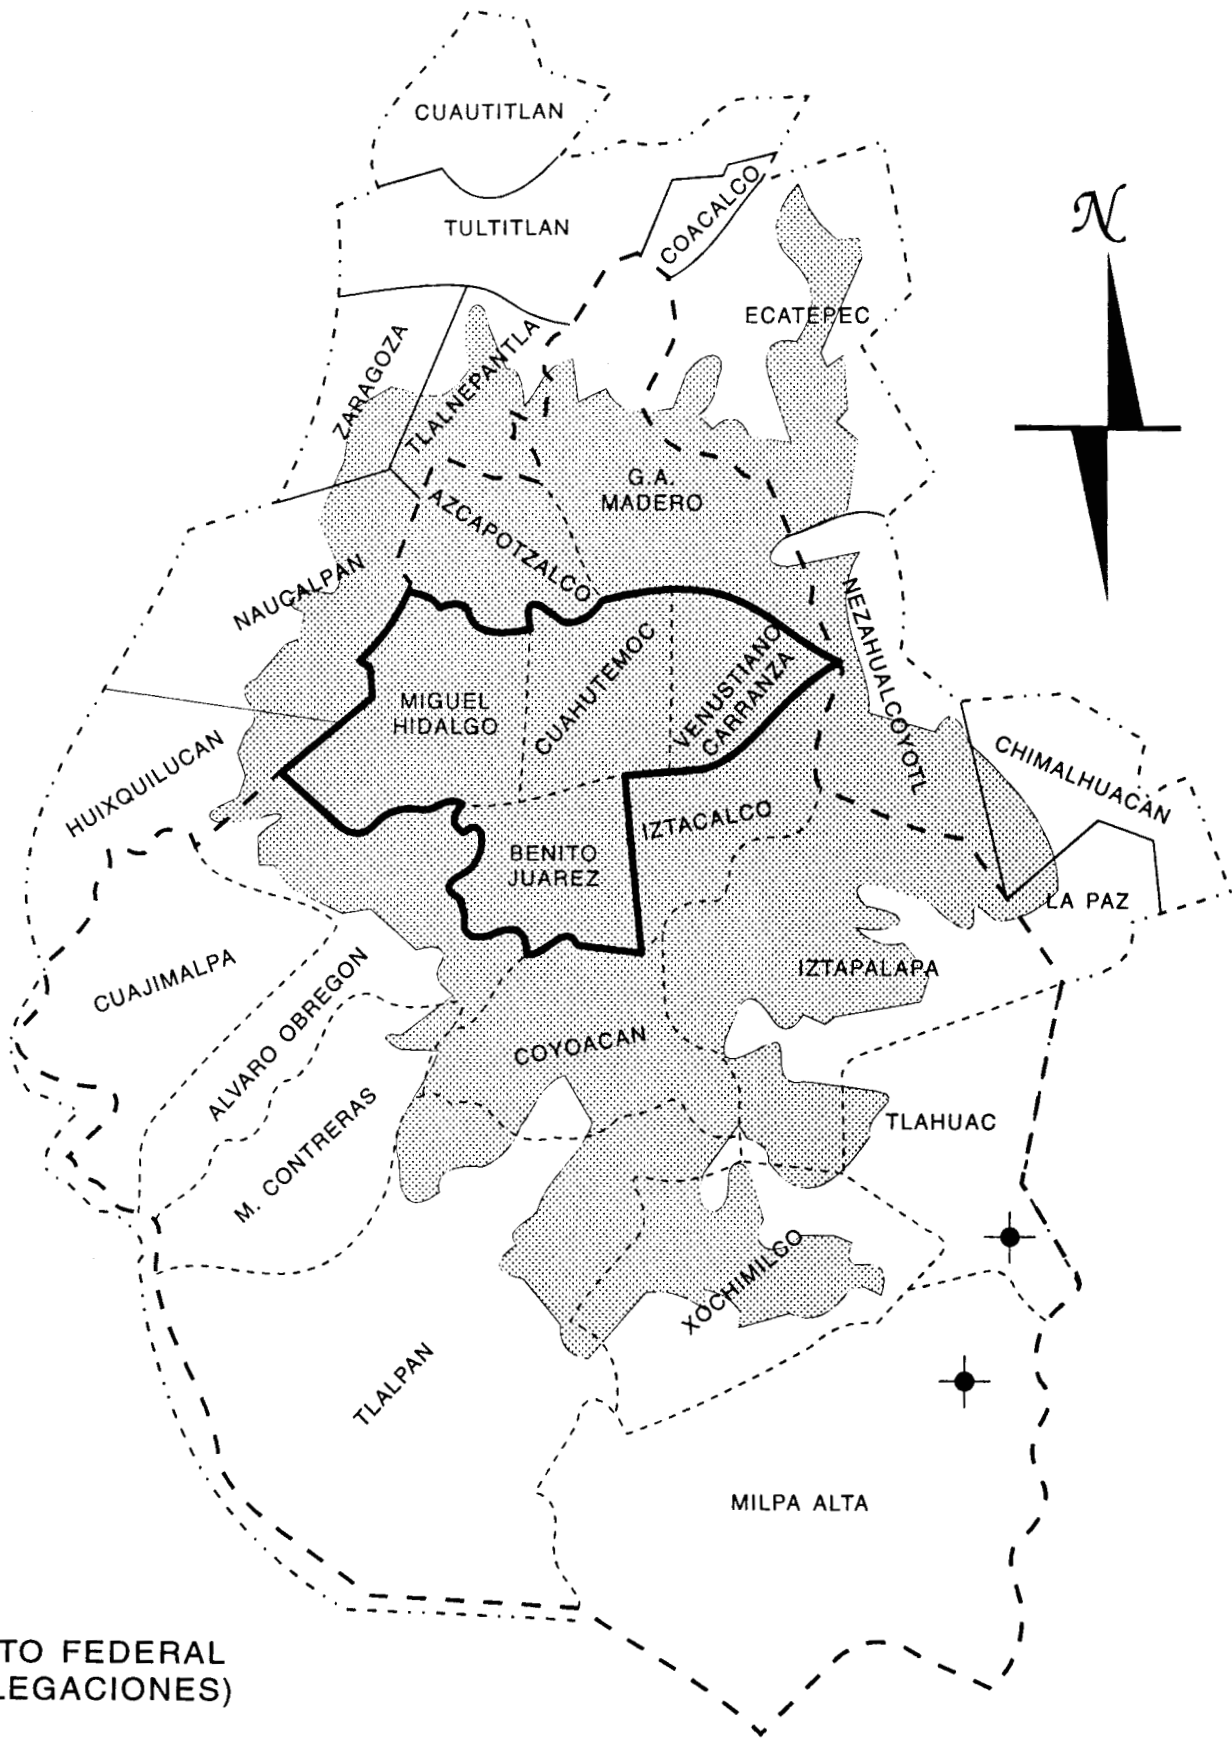 CUAUTITLAN
N
TULTITLAN
COACALCO
ECATEPEC
ZARAGOZA
TLALNEPANTLA
G.A.
MADERO
AZCAPOTZALCO
NAUCALPAN
NEZAHUALCOYOTL
MIGUEL
HIDALGO
CUAHUTEMOC
VENUSTIANO
CARRANZA
HUIXQUILUCAN
CHIMALHUACAN
IZTACALCO
BENITO
JUAREZ
LA PAZ
CUAJIMALPA
ALVARO OBREGON
IZTAPALAPA
COYOACAN
M. CONTRERAS
TLAHUAC
XOCHIMILCO
TLALPAN
MILPA ALTA
TO FEDERAL
LEGACIONES)